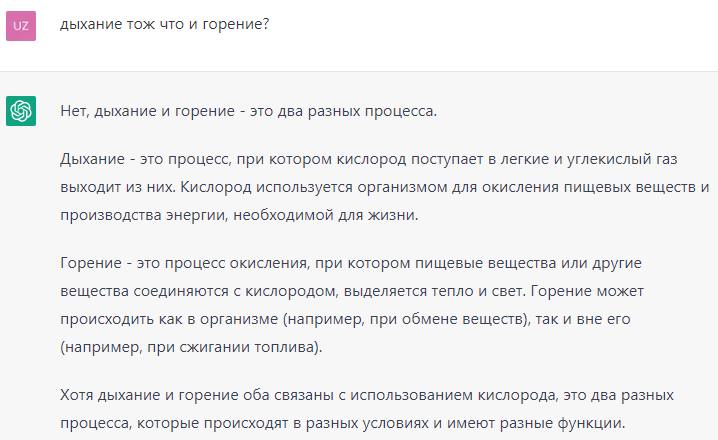 UZ
дыхание тож что и горение?
Нет, дыхание и горение - это два разных процесса.
Дыхание - это процесс, при котором кислород поступает в легкие и углекислый газ
выходит из них. Кислород используется организмом для окисления пищевых веществ и
производства энергии, необходимой для жизни.
Горение - это процесс окисления, при котором пищевые вещества или другие
вещества соединяются с кислородом, выделяется тепло и свет. Горение может
происходить как в организме (например, при обмене веществ), так и вне его
(например, при сжигании топлива).
Хотя дыхание и горение оба связаны с использованием кислорода, это два разных
процесса, которые происходят в разных условиях и имеют разные функции.